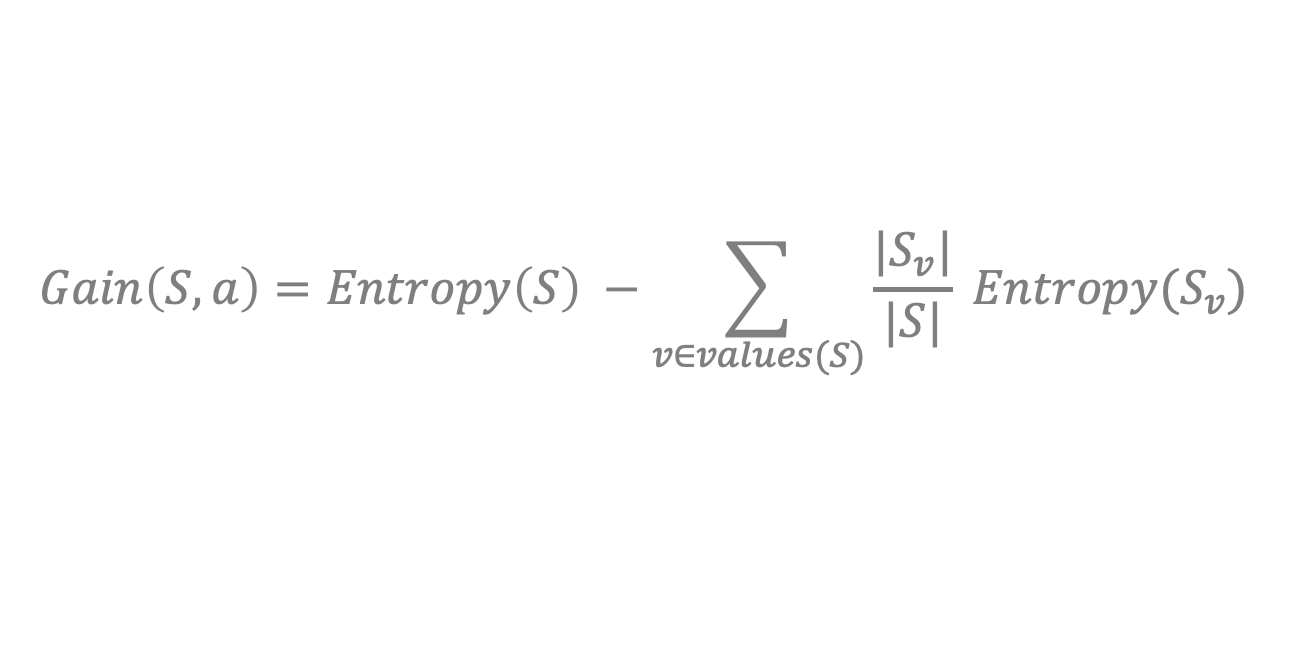 Gain(S, a) = Entropy(S) − ∑_{v∈values(S)} |S_v| / |S| Entropy(S_v)